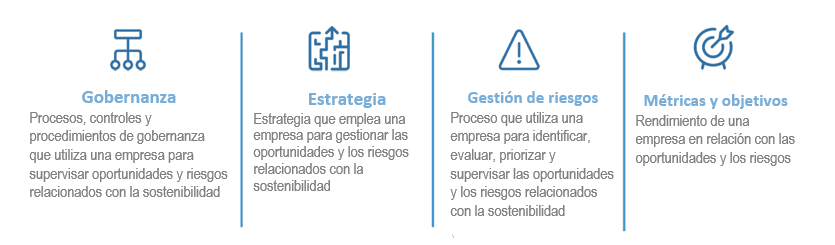 Gobernanza
Procesos, controles y
procedimientos de gobernanza
que utiliza una empresa para
supervisar oportunidades y riesgos
relacionados con la sostenibilidad
Estrategia
Estrategia que emplea una
empresa para gestionar las
oportunidades y los riesgos
relacionados con la
sostenibilidad
Gestión de riesgos
Proceso que utiliza una
empresa para identificar,
evaluar, priorizar y
supervisar las oportunidades
y los riesgos relacionados
con la sostenibilidad
Métricas y objetivos
Rendimiento de una
empresa en relación con las
oportunidades y los riesgos